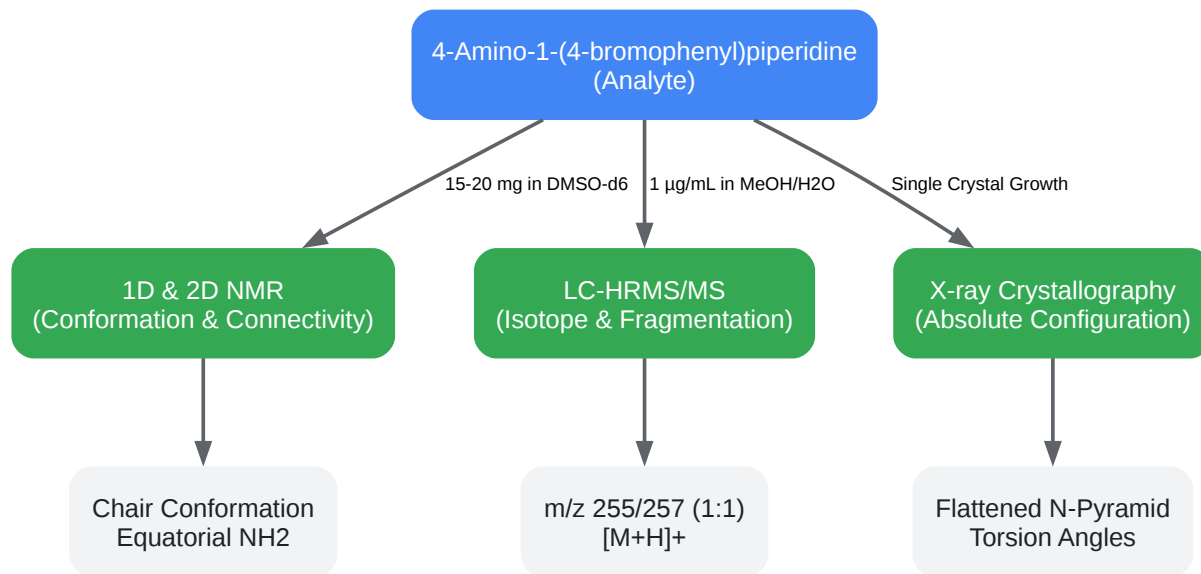 4-Amino-1-(4-bromophenyl)piperidine
(Analyte)
15-20 mg in DMSO-d6
1 µg/mL in MeOH/H2O
Single Crystal Growth
1D & 2D NMR
(Conformation & Connectivity)
LC-HRMS/MS
(Isotope & Fragmentation)
X-ray Crystallography
(Absolute Configuration)
Chair Conformation
Equatorial NH2
m/z 255/257 (1:1)
[M+H]+
Flattened N-Pyramid
Torsion Angles